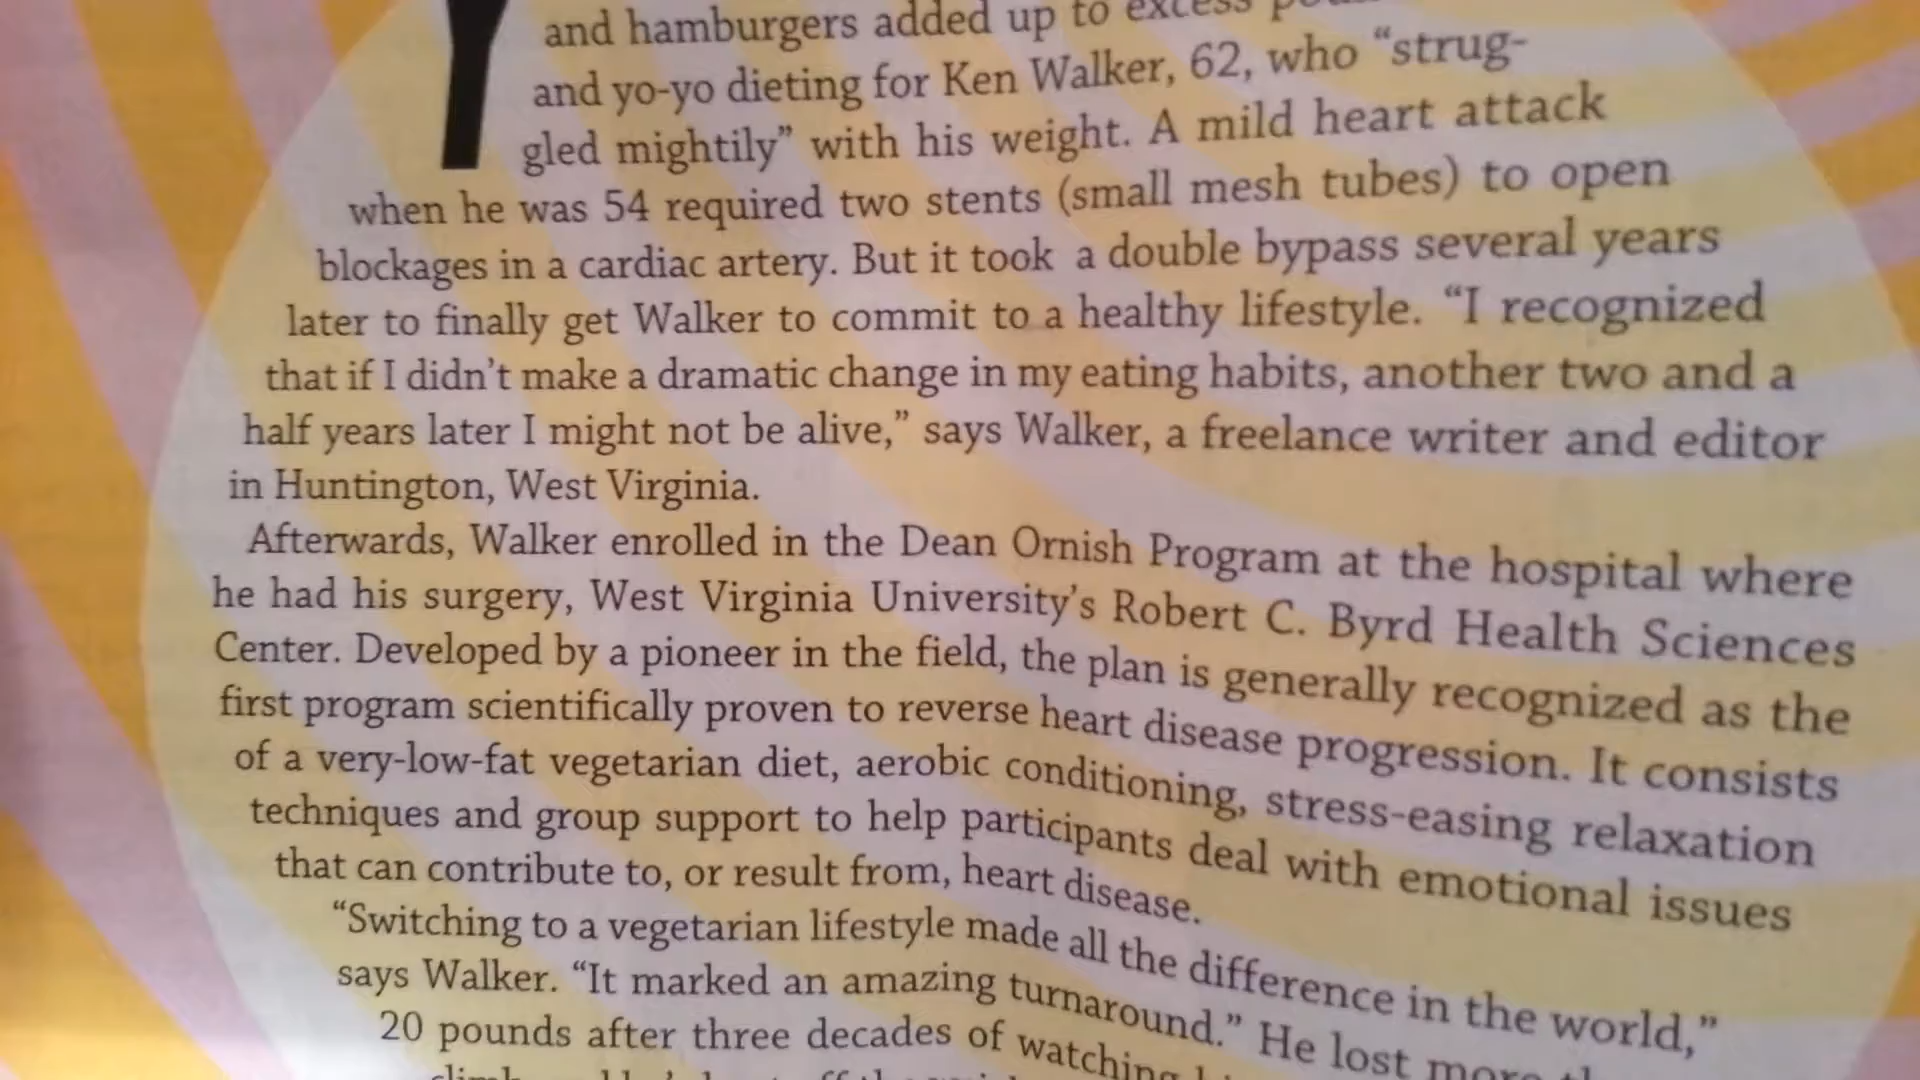 Y and hamburgers added up to excess
and yo-yo dieting for Ken Walker, 62, who “strug-
gled mightily” with his weight. A mild heart attack
when he was 54 required two stents (small mesh tubes) to open
blockages in a cardiac artery. But it took a double bypass several years
later to finally get Walker to commit to a healthy lifestyle. “I recognized
that if I didn’t make a dramatic change in my eating habits, another two and a
half years later I might not be alive,” says Walker, a freelance writer and editor
in Huntington, West Virginia.
Afterwards, Walker enrolled in the Dean Ornish Program at the hospital where
he had his surgery, West Virginia University’s Robert C. Byrd Health Sciences
Center. Developed by a pioneer in the field, the plan is generally recognized as the
first program scientifically proven to reverse heart disease progression. It consists
of a very-low-fat vegetarian diet, aerobic conditioning, stress-easing relaxation
techniques and group support to help participants deal with emotional issues
that can contribute to, or result from, heart disease.
“Switching to a vegetarian lifestyle made all the difference in the world,”
says Walker. “It marked an amazing turnaround.” He lost more
20 pounds after three decades of watching